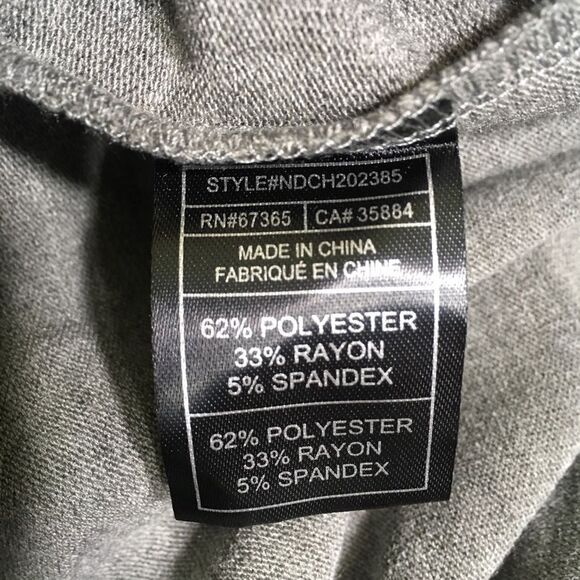 STYLE#NDCH202385
RN#67365 CA# 35884
MADE IN CHINA
FABRIQUÉ EN CHINE
62% POLYESTER
33% RAYON
5% SPANDEX
62% POLYESTER
33% RAYON
5% SPANDEX